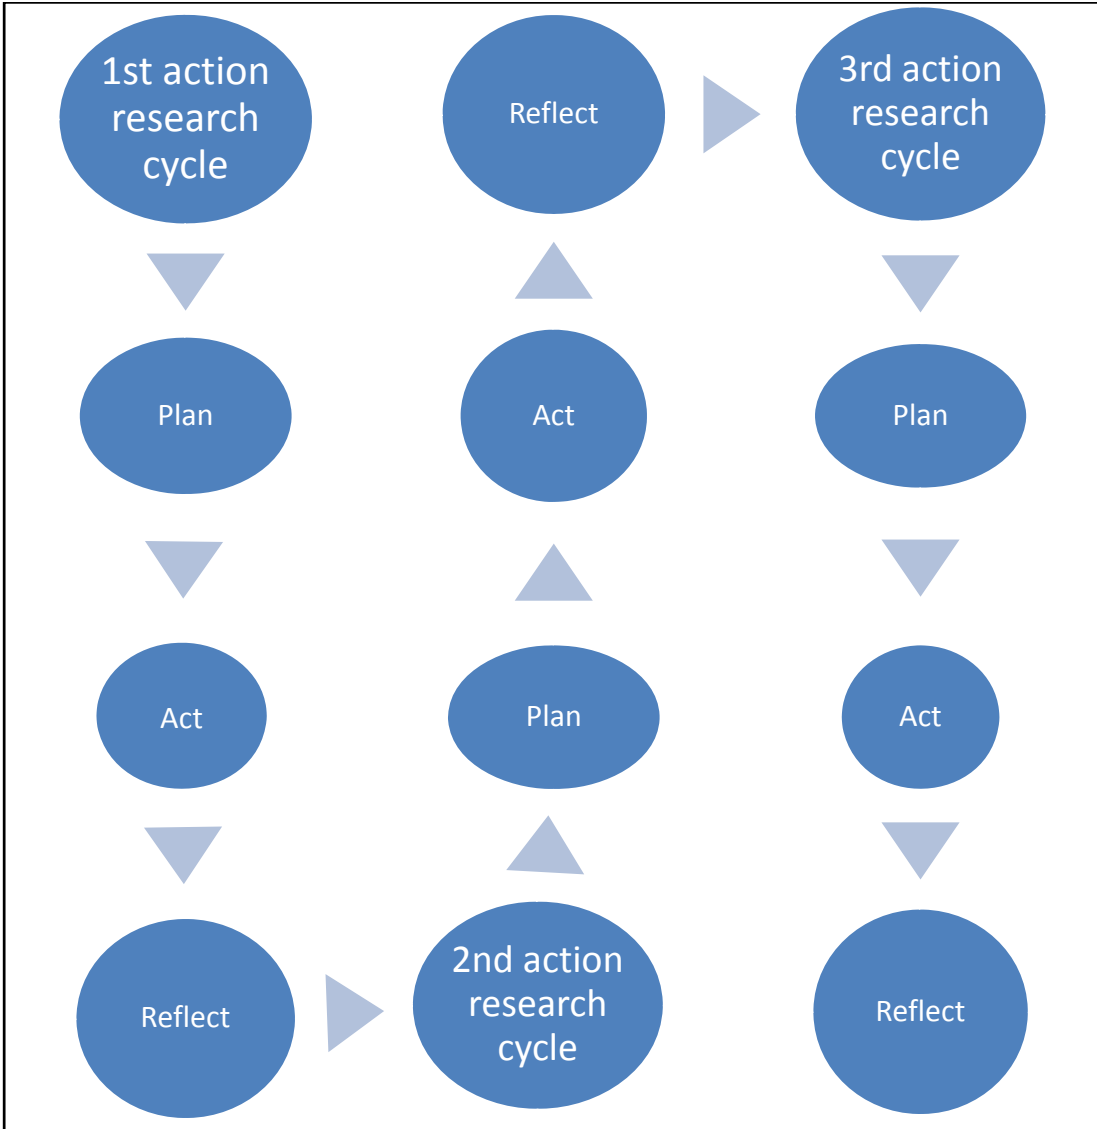 1st action
research
cycle
Plan
Act
Reflect
2nd action
research
cycle
Plan
Act
Reflect
3rd action
research
cycle
Plan
Act
Reflect